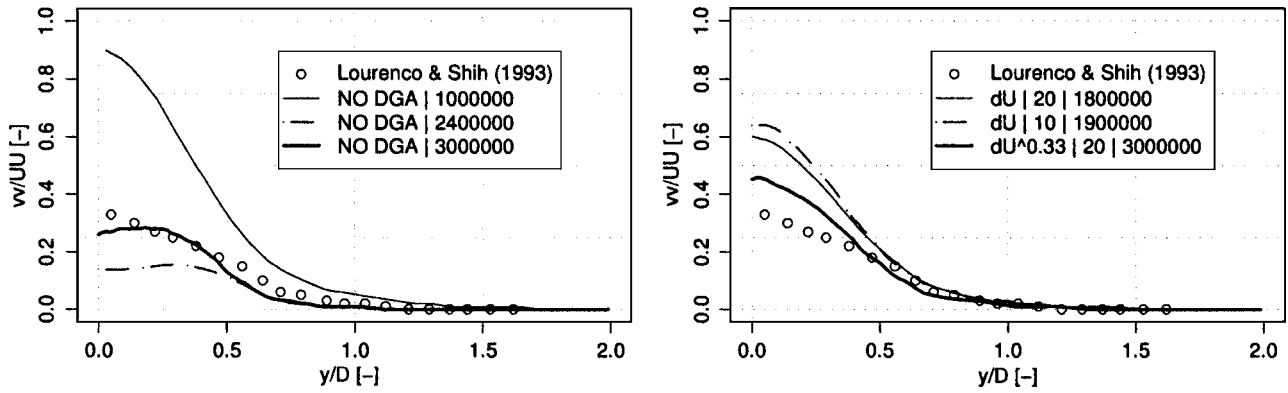 vv/UU [-]
1.0
0.8
0.6
0.4
0.2
0.0
Lourenco & Shih (1993)
NO DGA | 1000000
NO DGA | 2400000
NO DGA | 3000000
0.0 0.5 1.0 1.5 2.0
y/D [-]
vv/UU [-]
1.0
0.8
0.6
0.4
0.2
0.0
Lourenco & Shih (1993)
dU | 20 | 1800000
dU | 10 | 1900000
dU^0.33 | 20 | 3000000
0.0 0.5 1.0 1.5 2.0
y/D [-]